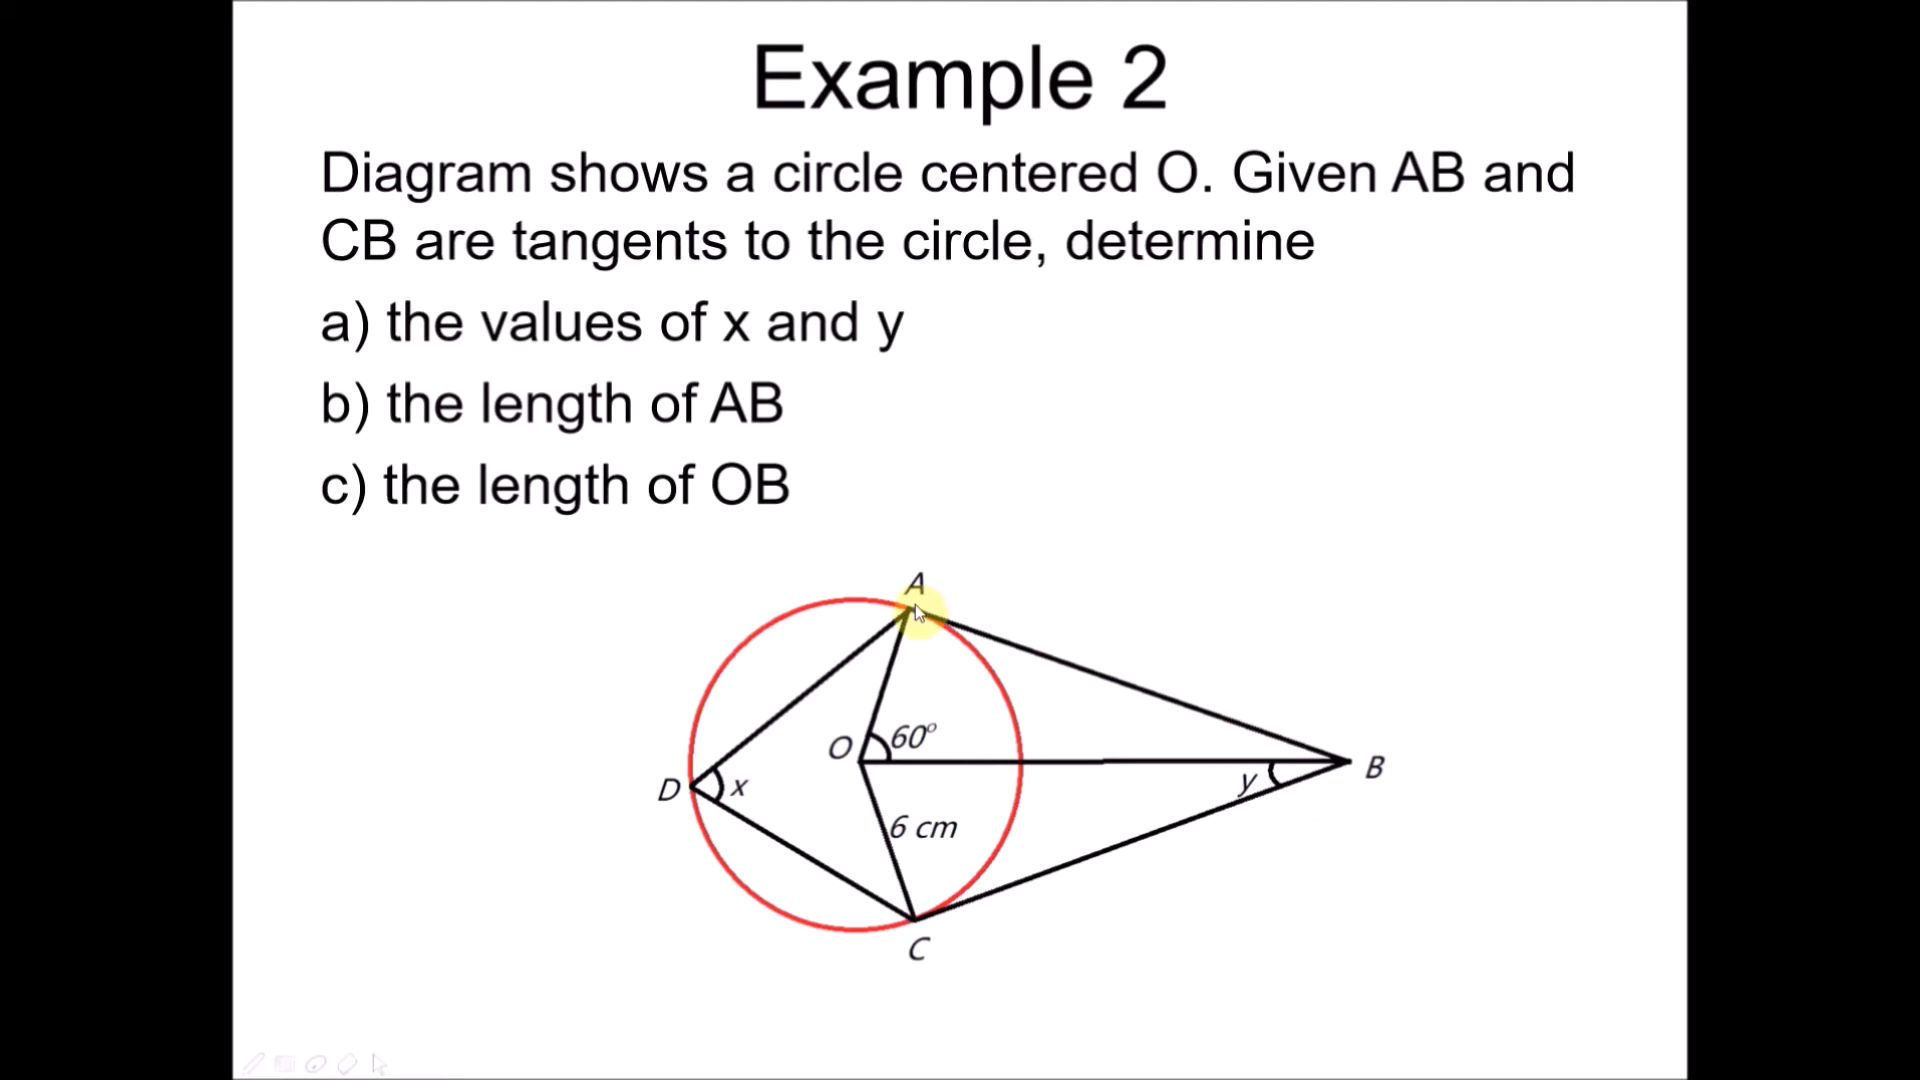 Example 2
Diagram shows a circle centered O. Given AB and
CB are tangents to the circle, determine
a) the values of x and y
b) the length of AB
c) the length of OB
A
O 60°
D x
y B
6 cm
C